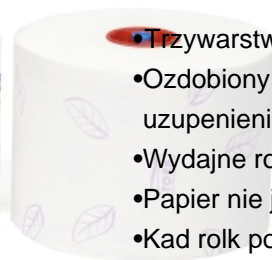 •Trzywarstw
•Ozdobiony
uzupenieni
•Wydajne ro
•Papier nie j
•Kad rolk po